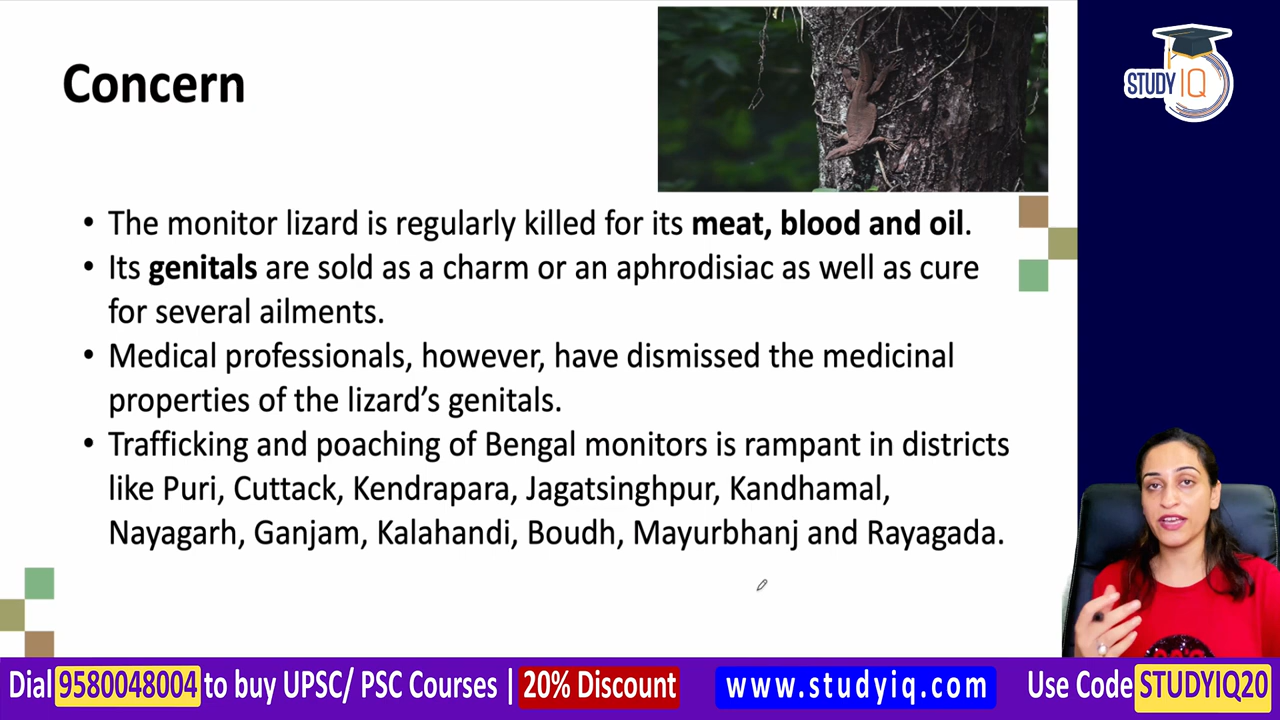 Concern
STUDY IQ
• The monitor lizard is regularly killed for its meat, blood and oil.
• Its genitals are sold as a charm or an aphrodisiac as well as cure
for several ailments.
• Medical professionals, however, have dismissed the medicinal
properties of the lizard’s genitals.
• Trafficking and poaching of Bengal monitors is rampant in districts
like Puri, Cuttack, Kendrapara, Jagatsinghpur, Kandhamal,
Nayagarh, Ganjam, Kalahandi, Boudh, Mayurbhanj and Rayagada.
Dial 9580048004 to buy UPSC/ PSC Courses | 20% Discount www.studyiq.com Use Code STUDYIQ20